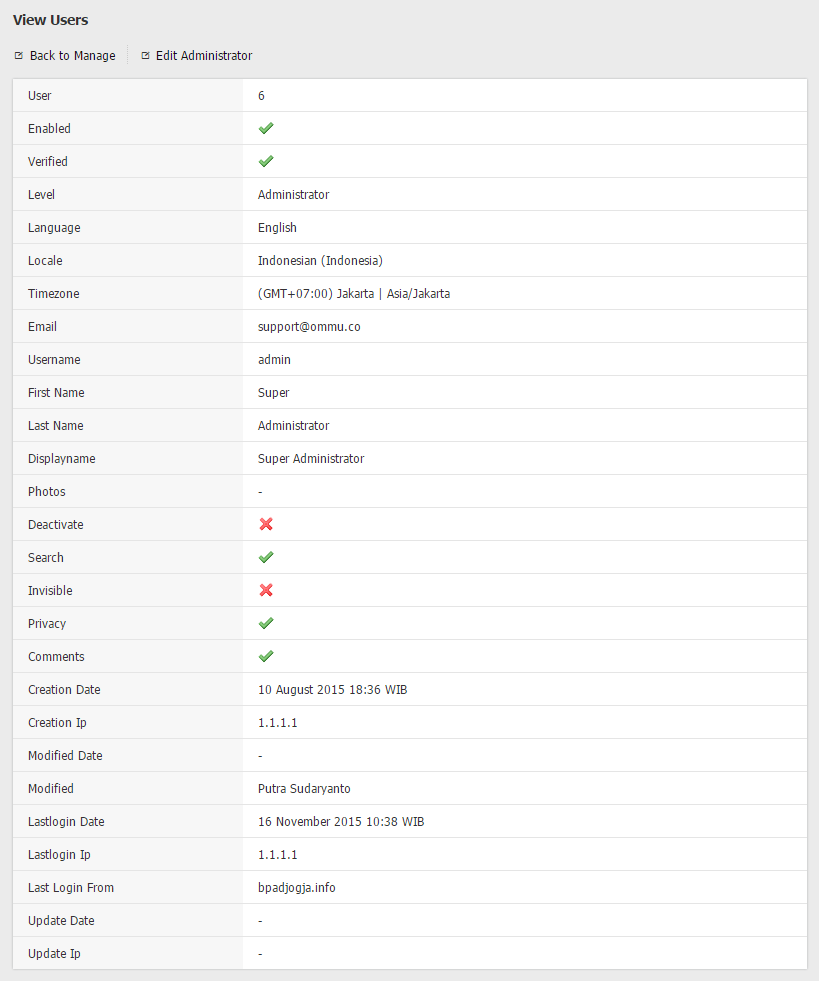 View Users
Back to Manage Edit Administrator
User 6
Enabled
Verified
Level Administrator
Language English
Locale Indonesian (Indonesia)
Timezone (GMT+07:00) Jakarta | Asia/Jakarta
Email support@ommu.co
Username admin
First Name Super
Last Name Administrator
Displayname Super Administrator
Photos -
Deactivate
Search
Invisible
Privacy
Comments
Creation Date 10 August 2015 18:36 WIB
Creation Ip 1.1.1.1
Modified Date -
Modified Putra Sudaryanto
Lastlogin Date 16 November 2015 10:38 WIB
Lastlogin Ip 1.1.1.1
Last Login From bpadjogja.info
Update Date -
Update Ip -